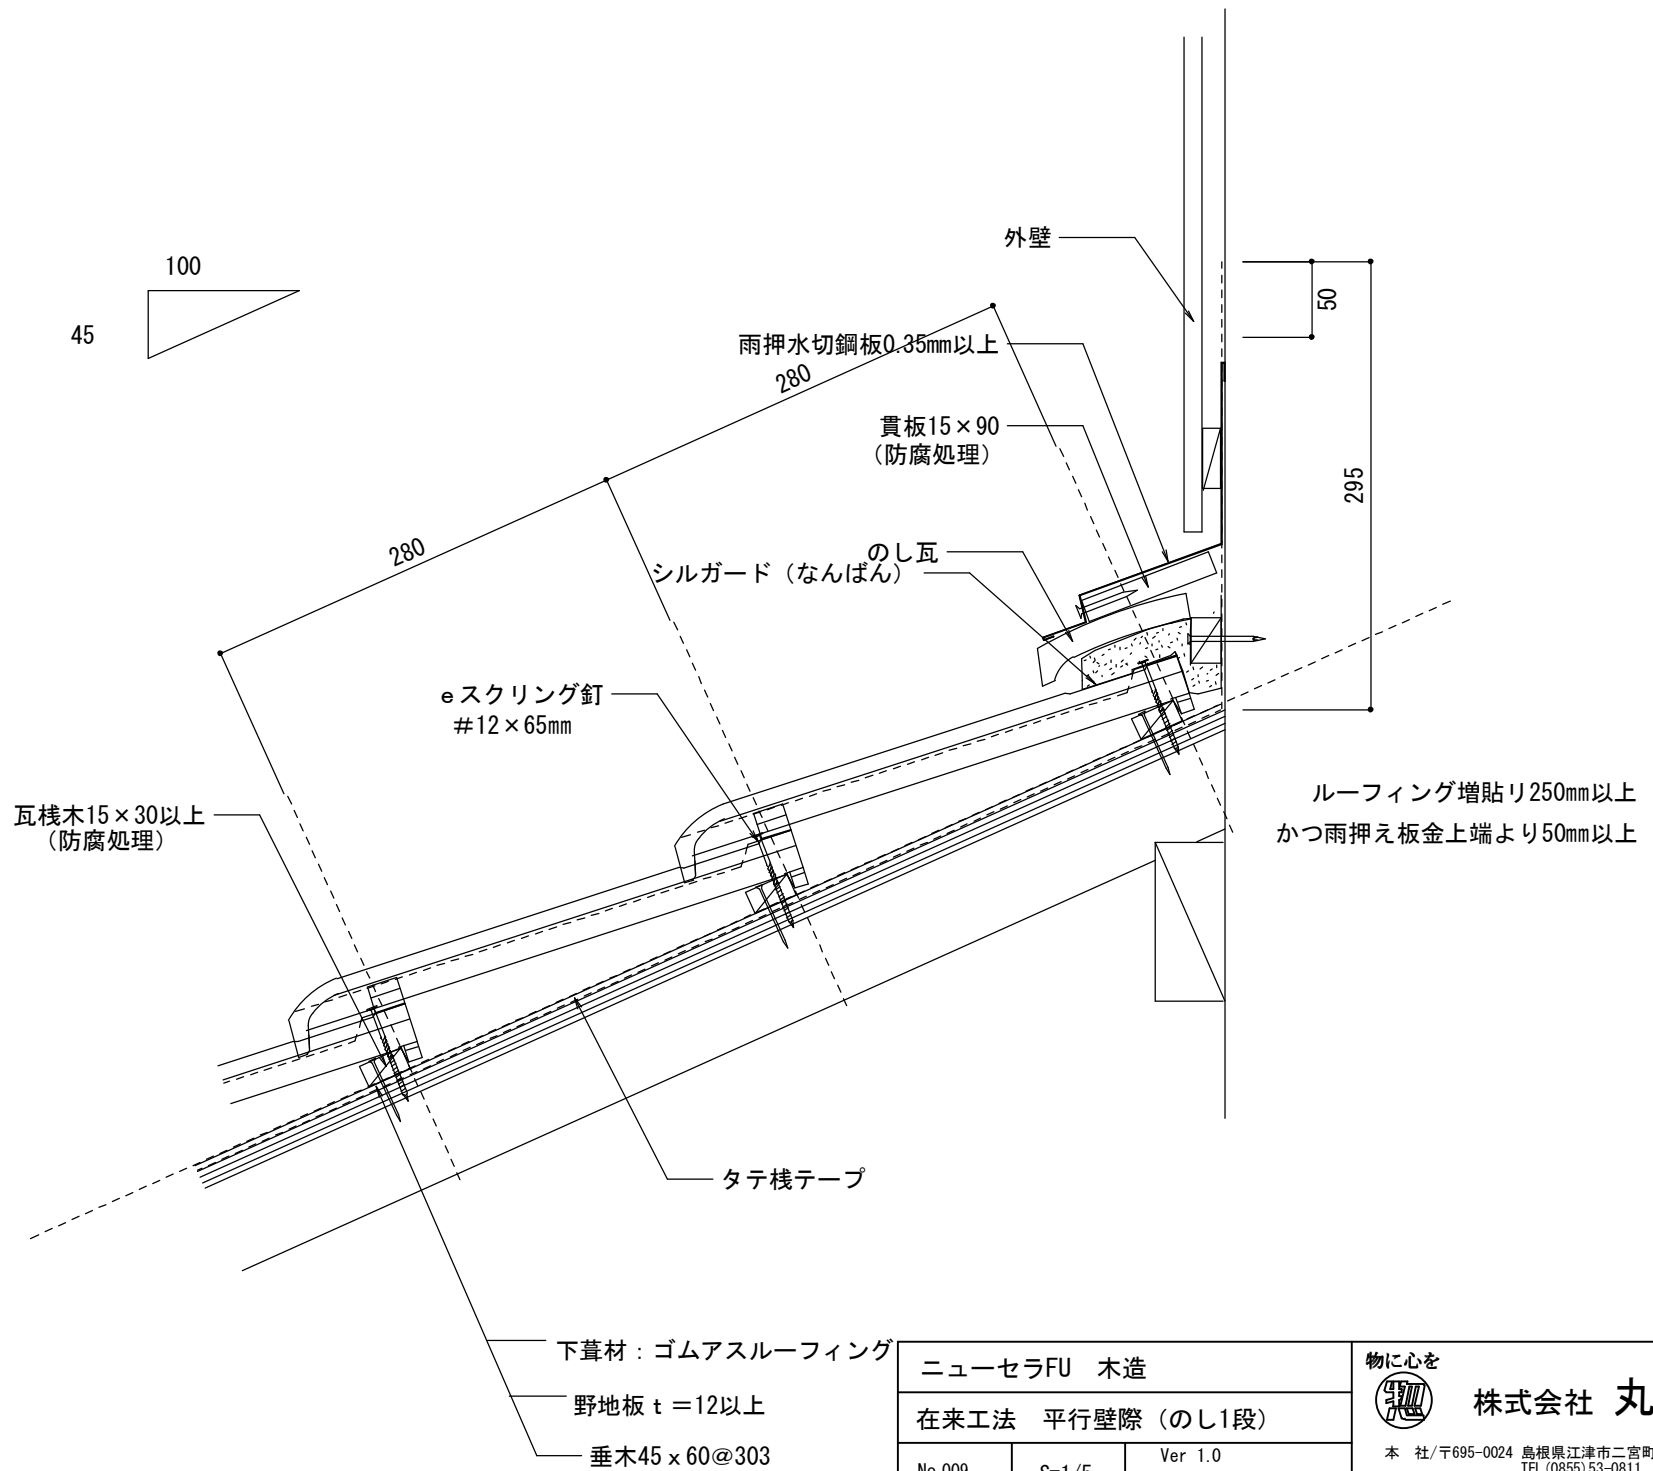 100
45
外壁
50
雨押水切鋼板0.35mm以上
280
貫板15×90
(防腐処理)
295
280
のし瓦
シルガード(なんばん)
eスクリング釘
#12×65mm
瓦桟木15×30以上
(防腐処理)
ルーフィング増貼り250mm以上
かつ雨押え板金上端より50mm以上
タテ桟テープ
下葺材:ゴムアスルーフィング
野地板t=12以上
垂木45x60@303
ニューセラFU 木造
在来工法 平行壁際(のし1段)
No.009
S=1/5
Ver 1.0
物に心を
株式会社 丸
本 社/〒695-0024 島根県江津市二宮町
TEL(0855)53-0811